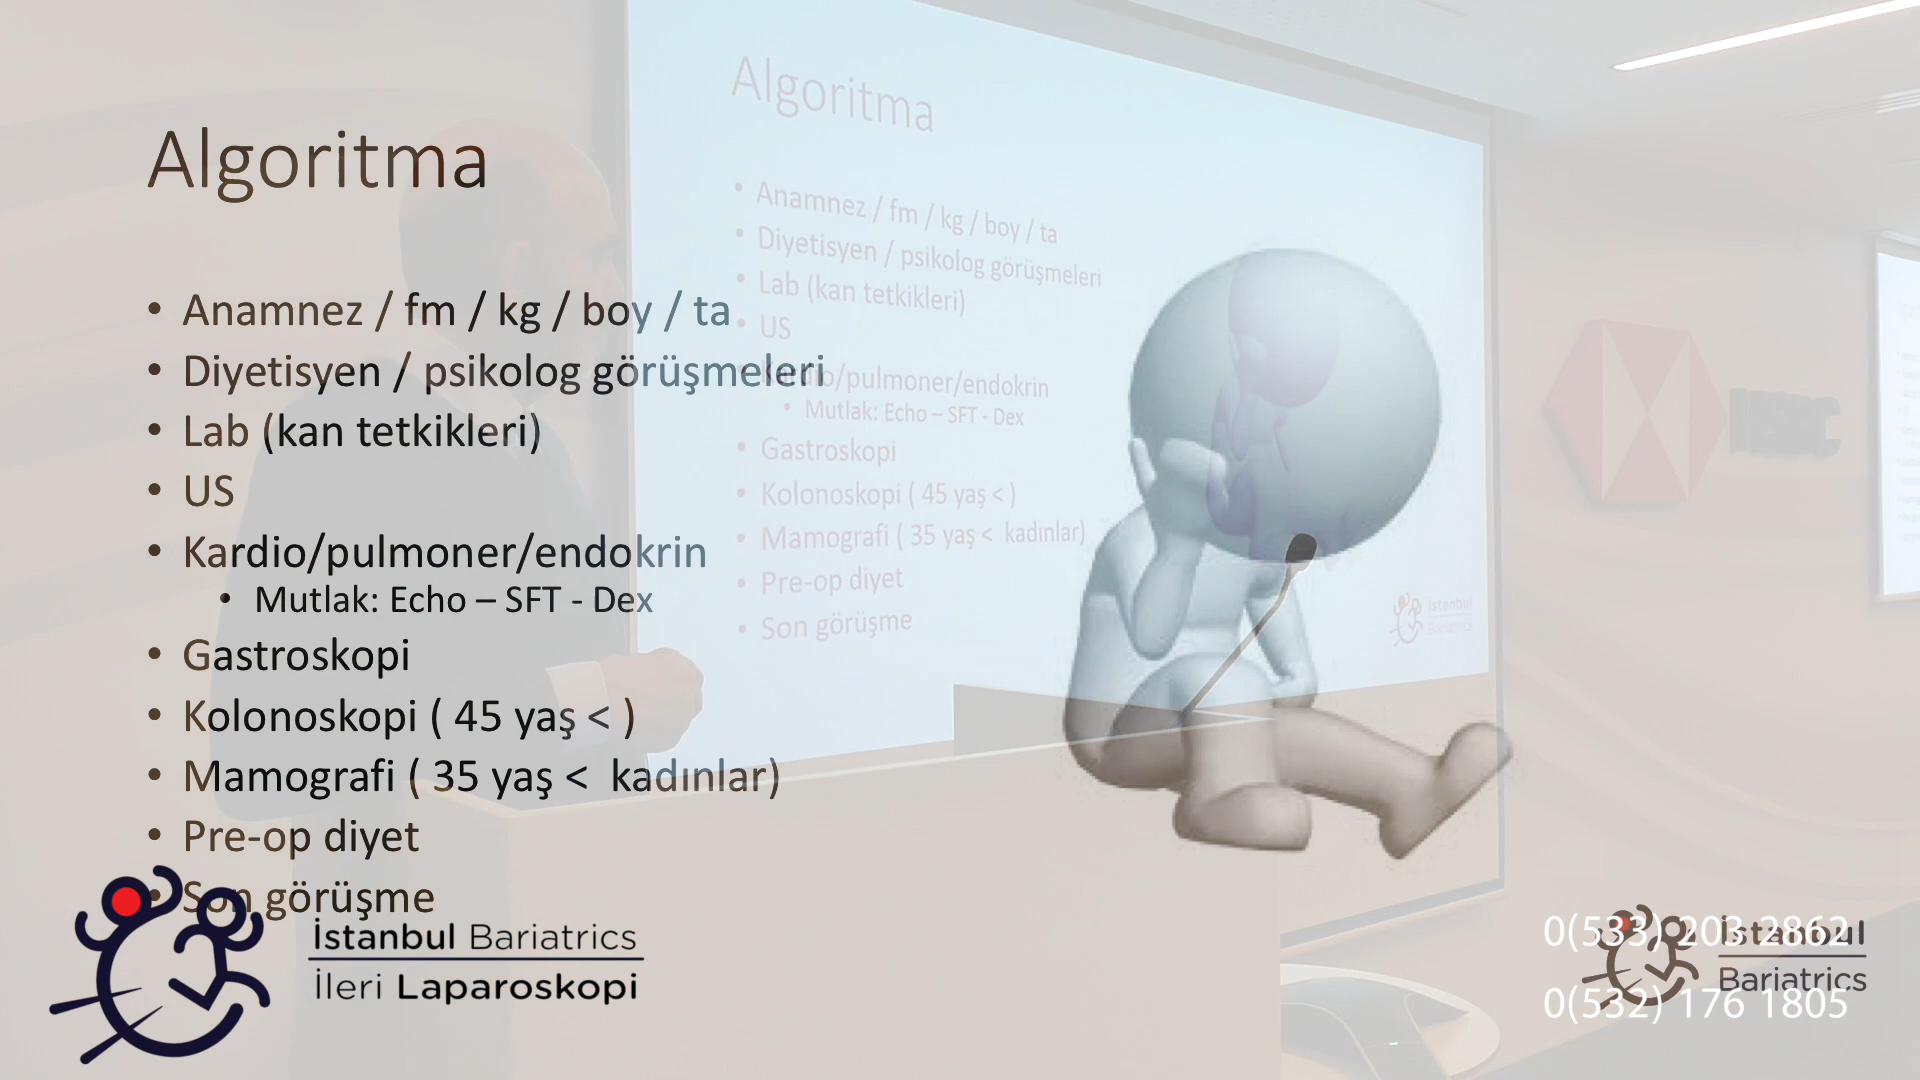 Algoritma
• Anamnez / fm / kg / boy / ta
• Diyetisyen / psikolog görüşmeleri
• Lab (kan tetkikleri)
• US
• Kardio/pulmoner/endokrin
• Mutlak: Echo – SFT - Dex
• Gastroskopi
• Kolonoskopi ( 45 yaş < )
• Mamografi ( 35 yaş < kadınlar)
• Pre-op diyet
• Son görüşme
Algoritma
• Anamnez / fm / kg / boy / ta
• Diyetisyen / psikolog görüşmeleri
• Lab (kan tetkikleri)
• US
• Kardio/pulmoner/endokrin
• Mutlak: Echo – SFT - Dex
• Gastroskopi
• Kolonoskopi ( 45 yaş < )
• Mamografi ( 35 yaş < kadınlar)
• Pre-op diyet
• Son görüşme
İstanbul
Bariatrics
İstanbul Bariatrics
İleri Laparoskopi
0(533) 203 2862
0(532) 176 1805
İstanbul
Bariatrics